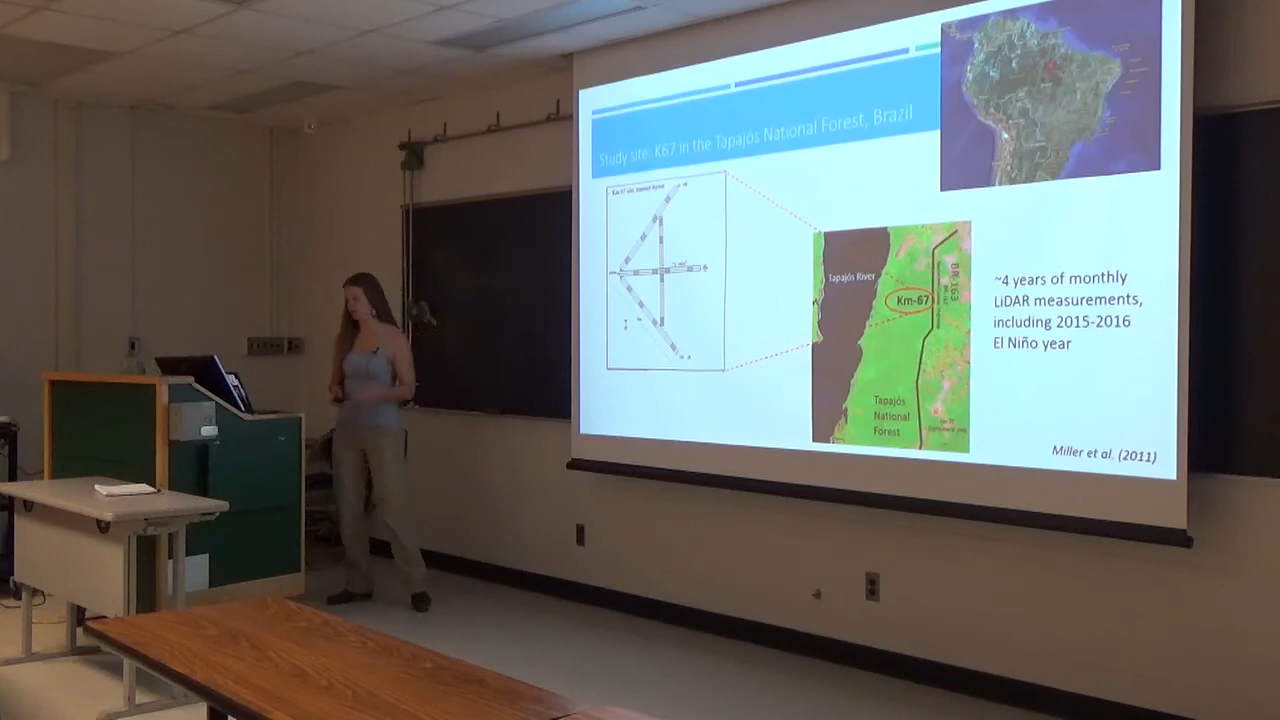 Study site: K67 in the Tapajós National Forest, Brazil
Tapajós River
BR-163
Km-67
~4 years of monthly
LiDAR measurements,
including 2015-2016
El Niño year
Tapajós
National
Forest
Miller et al. (2011)